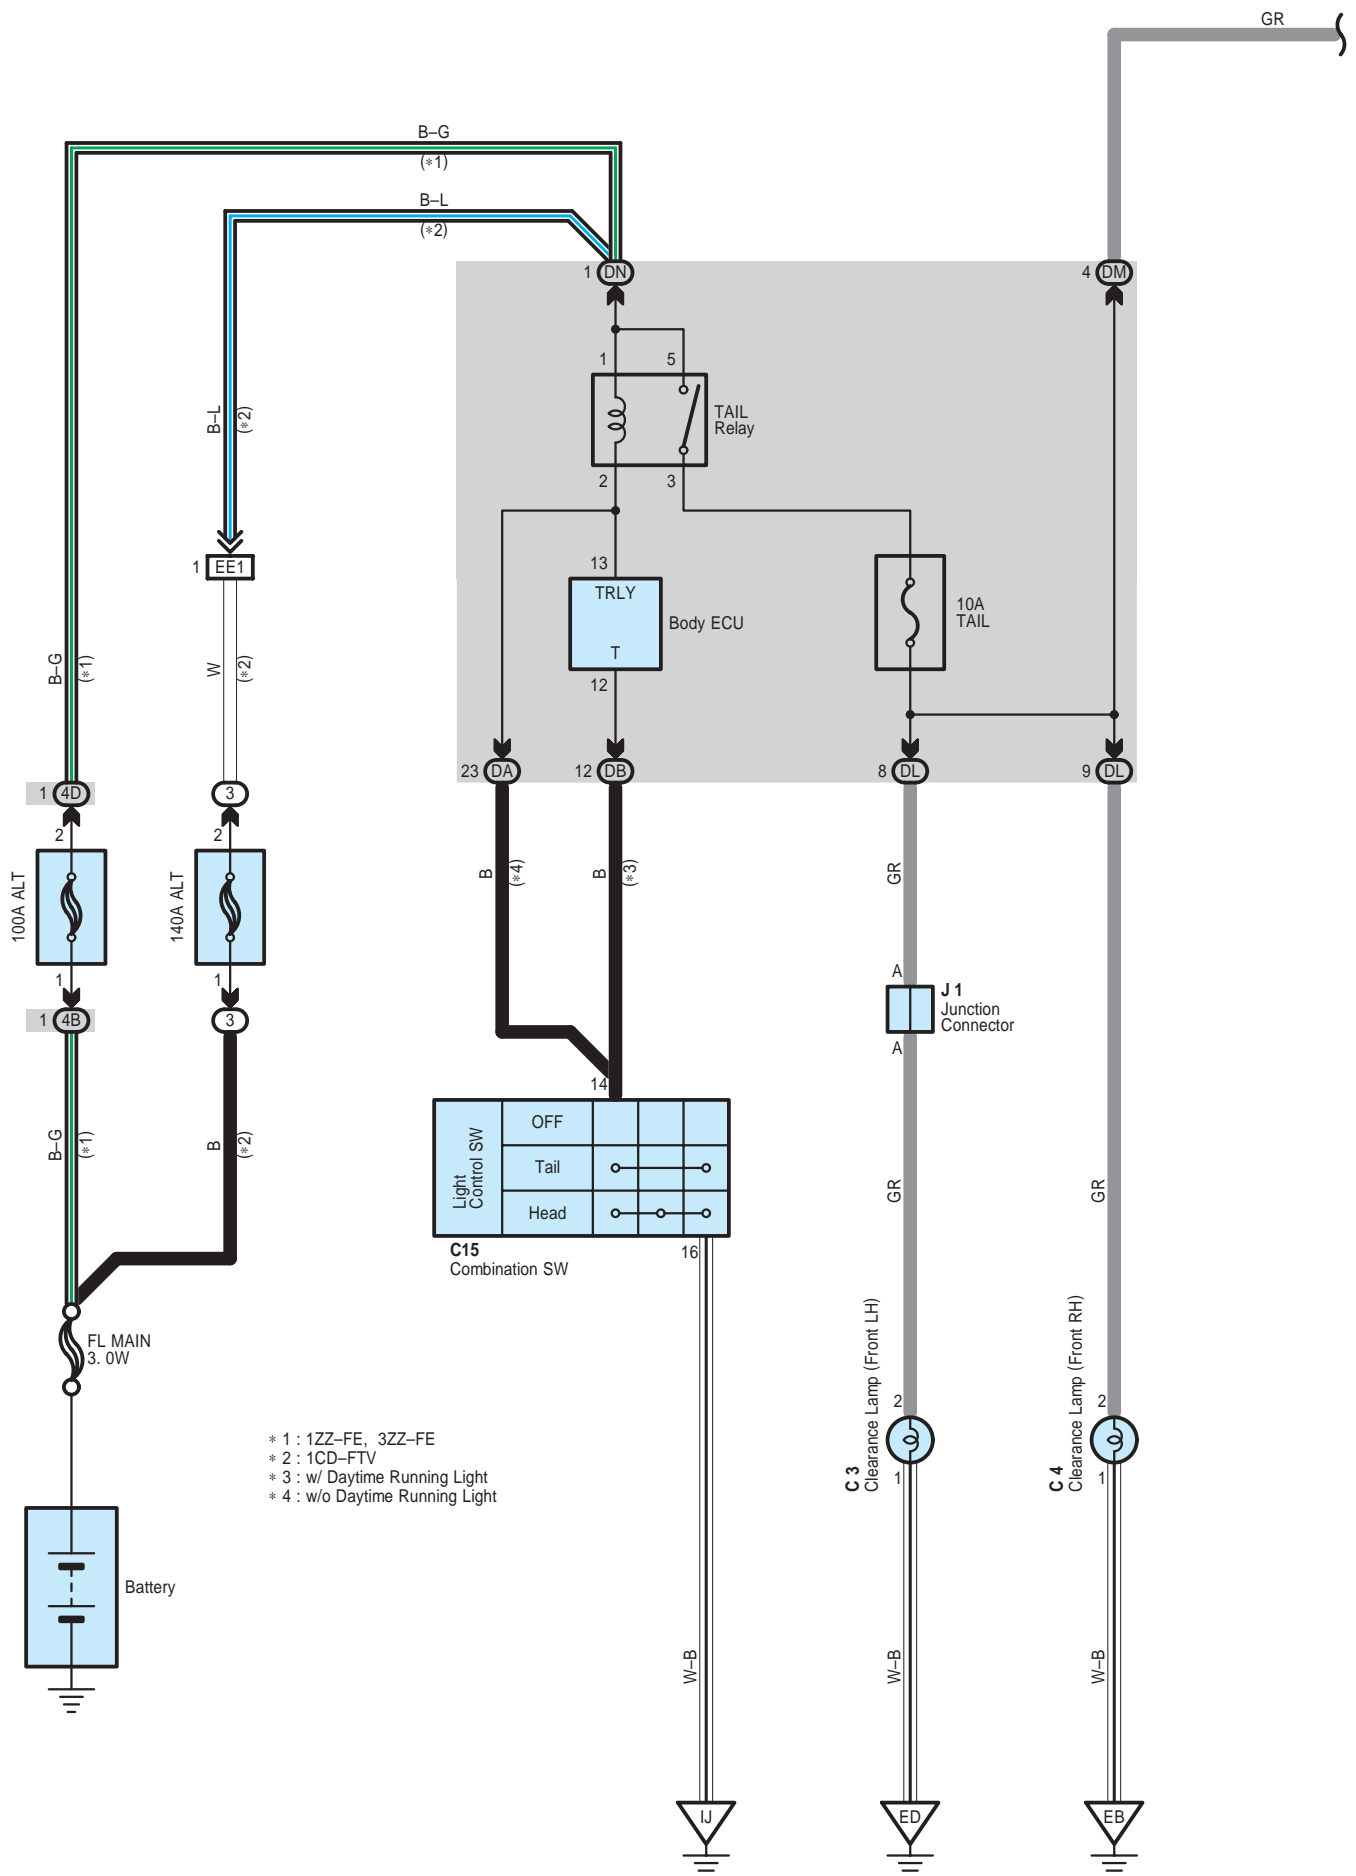 GR
B–G
(*1)
B–L
(*2)
1 DN
4 DM
1
5
TAIL
Relay
2
3
B–L
(*2)
1 EE1
13
TRLY
Body ECU
T
12
10A
TAIL
B–G
(*1)
W
(*2)
23 DA
12 DB
8 DL
9 DL
1 4D
3
2
2
100A ALT
140A ALT
1
1
1 4B
3
B
(*4)
B
(*3)
GR
A
J 1
Junction
Connector
A
14
Light
Control SW
OFF
Tail
Head
C15
Combination SW
16
B–G
(*1)
B
(*2)
GR
GR
FL MAIN
3. 0W
C 3
Clearance Lamp (Front LH)
2
1
C 4
Clearance Lamp (Front RH)
2
1
* 1 : 1ZZ–FE, 3ZZ–FE
* 2 : 1CD–FTV
* 3 : w/ Daytime Running Light
* 4 : w/o Daytime Running Light
Battery
W–B
W–B
W–B
IJ
ED
EB